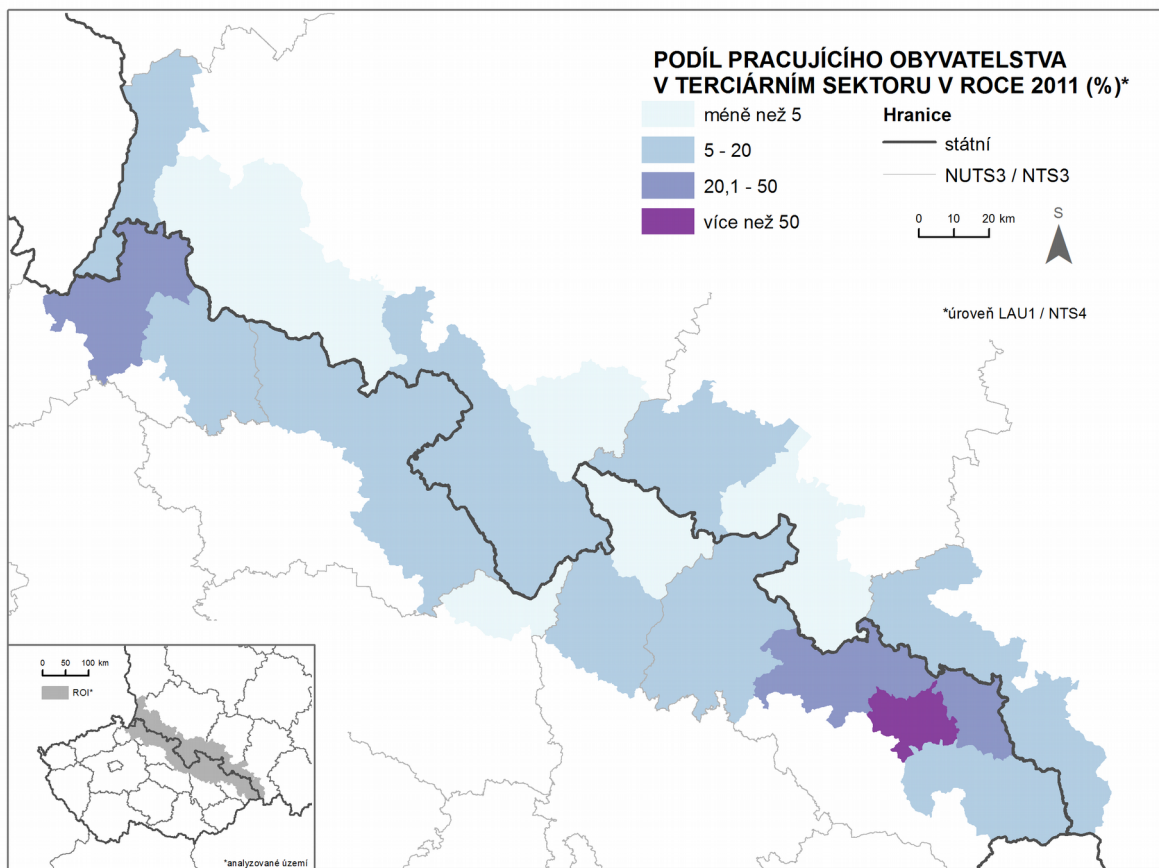 PODÍL PRACUJÍCÍHO OBYVATELSTVA
V TERCIÁRNÍM SEKTORU V ROCE 2011 (%)*
méně než 5
5 - 20
20,1 - 50
více než 50
Hranice
státní
NUTS3 / NTS3
0 10 20 km
S
*úroveň LAU1 / NTS4
0 50 100 km
ROI*
*analyzované území